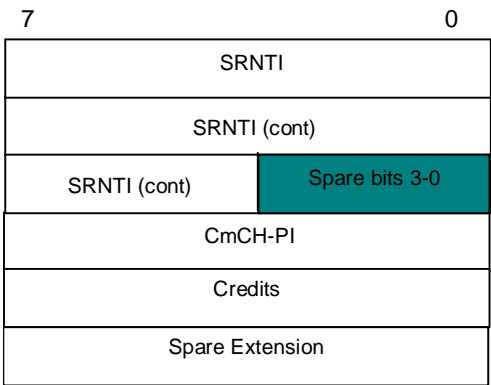 7 0
SRNTI
SRNTI (cont)
SRNTI (cont) Spare bits 3-0
CmCH-PI
Credits
Spare Extension